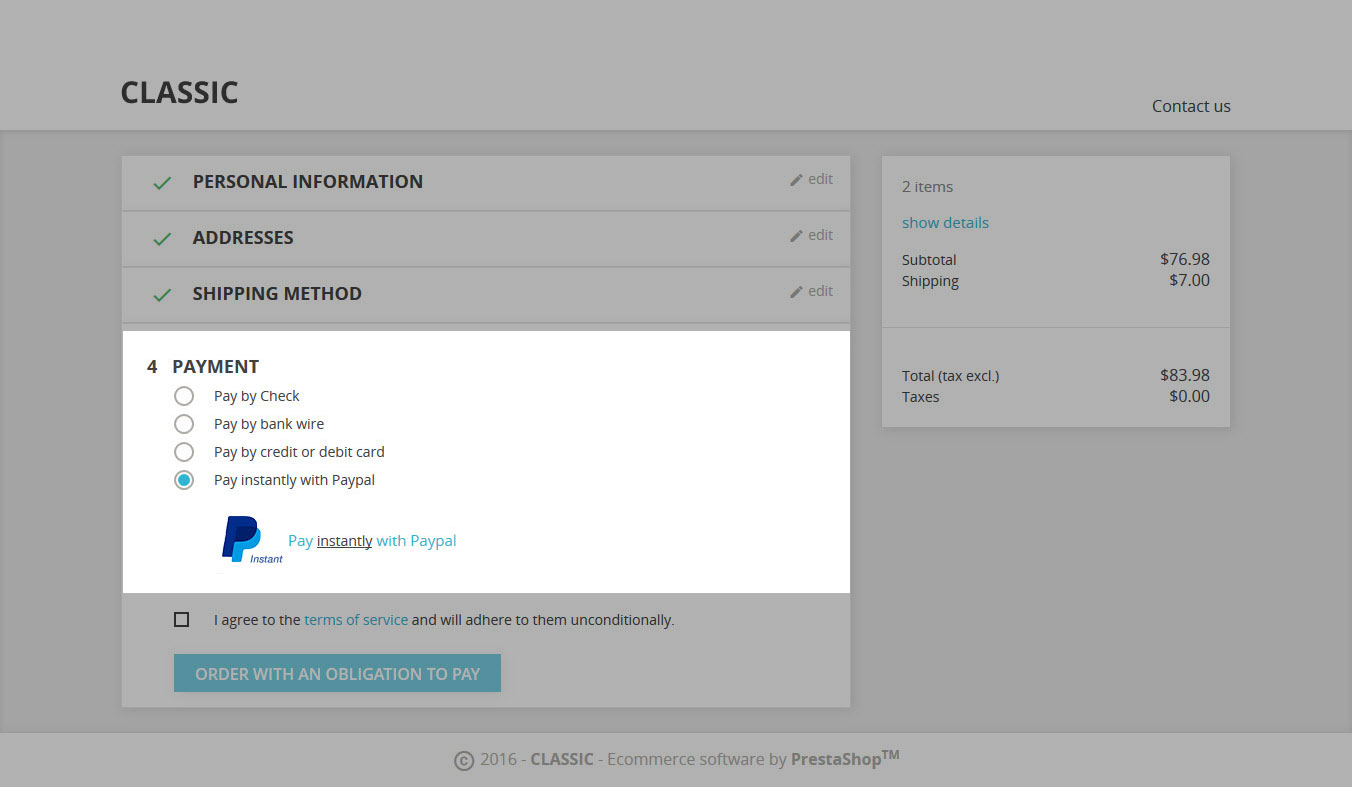 CLASSIC
Contact us
PERSONAL INFORMATION
edit
ADDRESSES
edit
SHIPPING METHOD
edit
4 PAYMENT
Pay by Check
Pay by bank wire
Pay by credit or debit card
Pay instantly with Paypal
Instant
Pay instantly with Paypal
I agree to the terms of service and will adhere to them unconditionally.
ORDER WITH AN OBLIGATION TO PAY
2 items
show details
Subtotal $76.98
Shipping $7.00
Total (tax excl.) $83.98
Taxes $0.00
© 2016 - CLASSIC - Ecommerce software by PrestaShop™